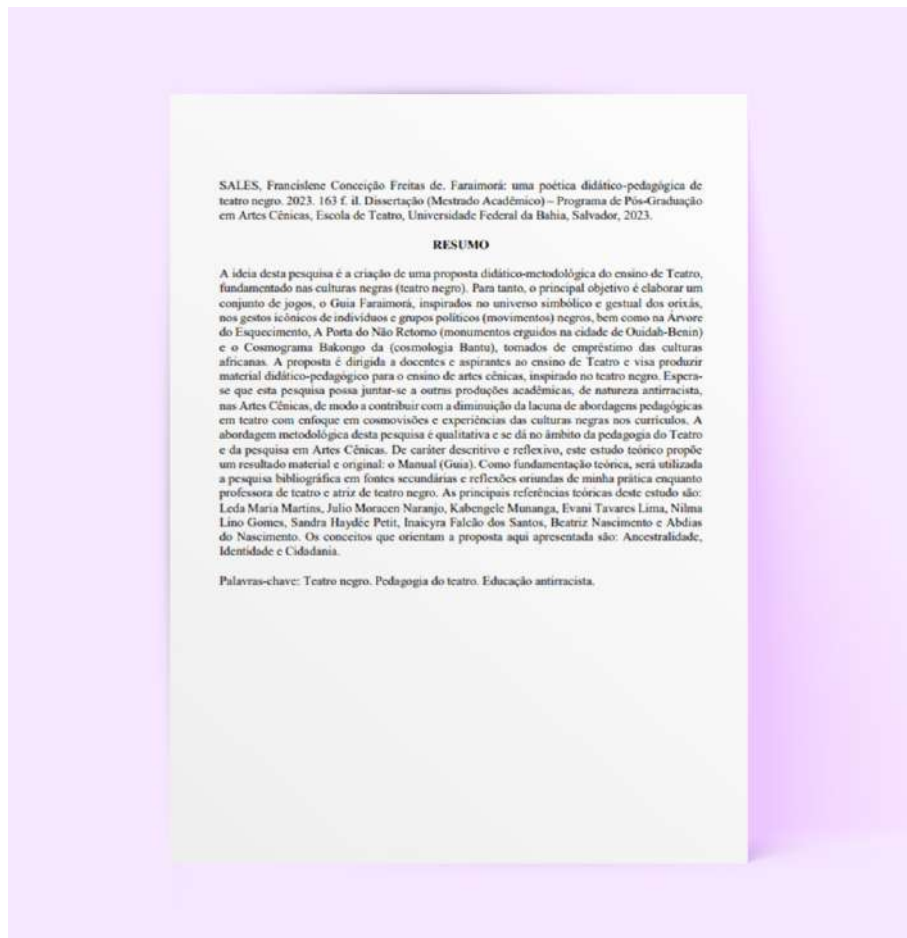 SALES, Francislene Conceição Freitas de. Faraimorá: uma poética didático-pedagógica de
teatro negro. 2023. 163 f. il. Dissertação (Mestrado Acadêmico) – Programa de Pós-Graduação
em Artes Cênicas, Escola de Teatro, Universidade Federal da Bahia, Salvador, 2023.
RESUMO
A ideia desta pesquisa é a criação de uma proposta didático-metodológica do ensino de Teatro,
fundamentado nas culturas negras (teatro negro). Para tanto, o principal objetivo é elaborar um
conjunto de jogos, o Guia Faraimorá, inspirados no universo simbólico e gestual dos orixás,
nos gestos icônicos de indivíduos e grupos políticos (movimentos) negros, bem como na Árvore
do Esquecimento, A Porta do Não Retorno (monumentos erguidos na cidade de Ouidah-Benin)
e o Cosmograma Bakongo da (cosmologia Bantu), tomados de empréstimo das culturas
africanas. A proposta é dirigida a docentes e aspirantes ao ensino de Teatro e visa produzir
material didático-pedagógico para o ensino de artes cênicas, inspirado no teatro negro. Espera-
se que esta pesquisa possa juntar-se a outras produções acadêmicas, de natureza antirracista,
nas Artes Cênicas, de modo a contribuir com a diminuição da lacuna de abordagens pedagógicas
em teatro com enfoque em cosmovisões e experiências das culturas negras nos currículos. A
abordagem metodológica desta pesquisa é qualitativa e se dá no âmbito da pedagogia do Teatro
e da pesquisa em Artes Cênicas. De caráter descritivo e reflexivo, este estudo teórico propõe
um resultado material e original: o Manual (Guia). Como fundamentação teórica, será utilizada
a pesquisa bibliográfica em fontes secundárias e reflexões oriundas de minha prática enquanto
professora de teatro e atriz de teatro negro. As principais referências teóricas deste estudo são:
Leda Maria Martins, Julio Moracen Naranjo, Kabengele Munanga, Evani Tavares Lima, Nilma
Lino Gomes, Sandra Haydée Petit, Inaicyra Falcão dos Santos, Beatriz Nascimento e Abdias
do Nascimento. Os conceitos que orientam a proposta aqui apresentada são: Ancestralidade,
Identidade e Cidadania.
Palavras-chave: Teatro negro. Pedagogia do teatro. Educação antirracista.